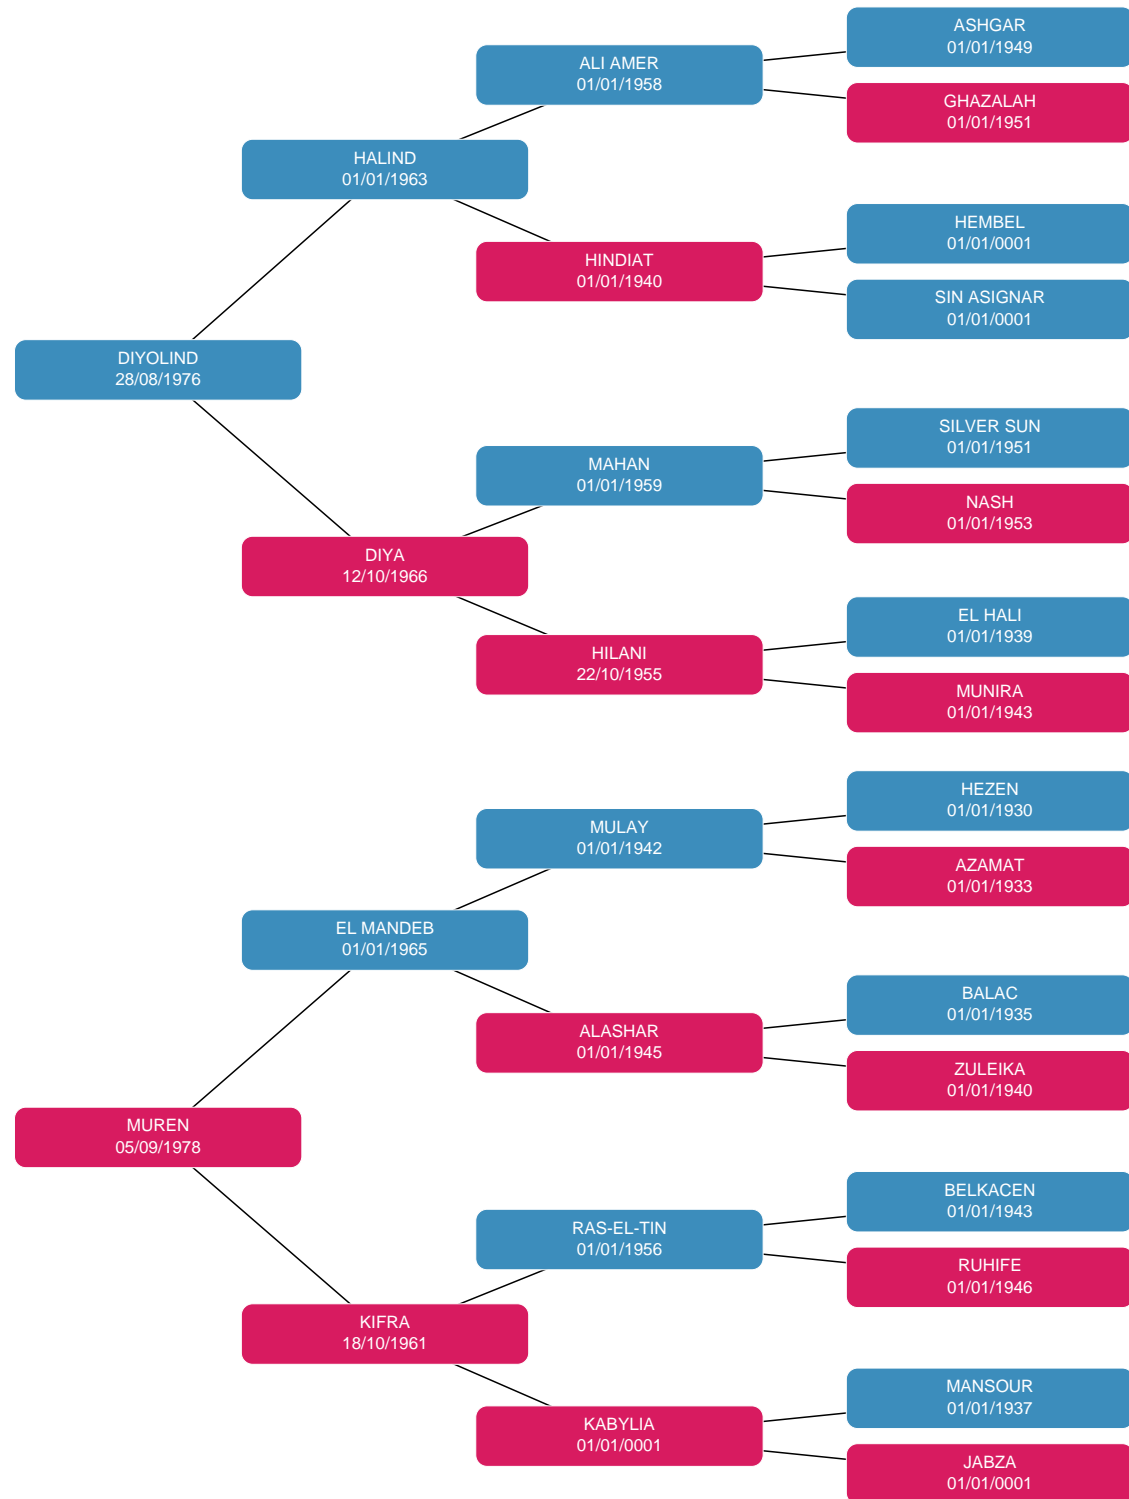 ASHGAR
01/01/1949
ALI AMER
01/01/1958
GHAZALAH
01/01/1951
HALIND
01/01/1963
HEMBEL
01/01/0001
HINDIAT
01/01/1940
SIN ASIGNAR
01/01/0001
DIYOLIND
28/08/1976
SILVER SUN
01/01/1951
MAHAN
01/01/1959
NASH
01/01/1953
DIYA
12/10/1966
EL HALI
01/01/1939
HILANI
22/10/1955
MUNIRA
01/01/1943
HEZEN
01/01/1930
MULAY
01/01/1942
AZAMAT
01/01/1933
EL MANDEB
01/01/1965
BALAC
01/01/1935
ALASHAR
01/01/1945
ZULEIKA
01/01/1940
MUREN
05/09/1978
BELKACEN
01/01/1943
RAS-EL-TIN
01/01/1956
RUHIFE
01/01/1946
KIFRA
18/10/1961
MANSOUR
01/01/1937
KABYLIA
01/01/0001
JABZA
01/01/0001